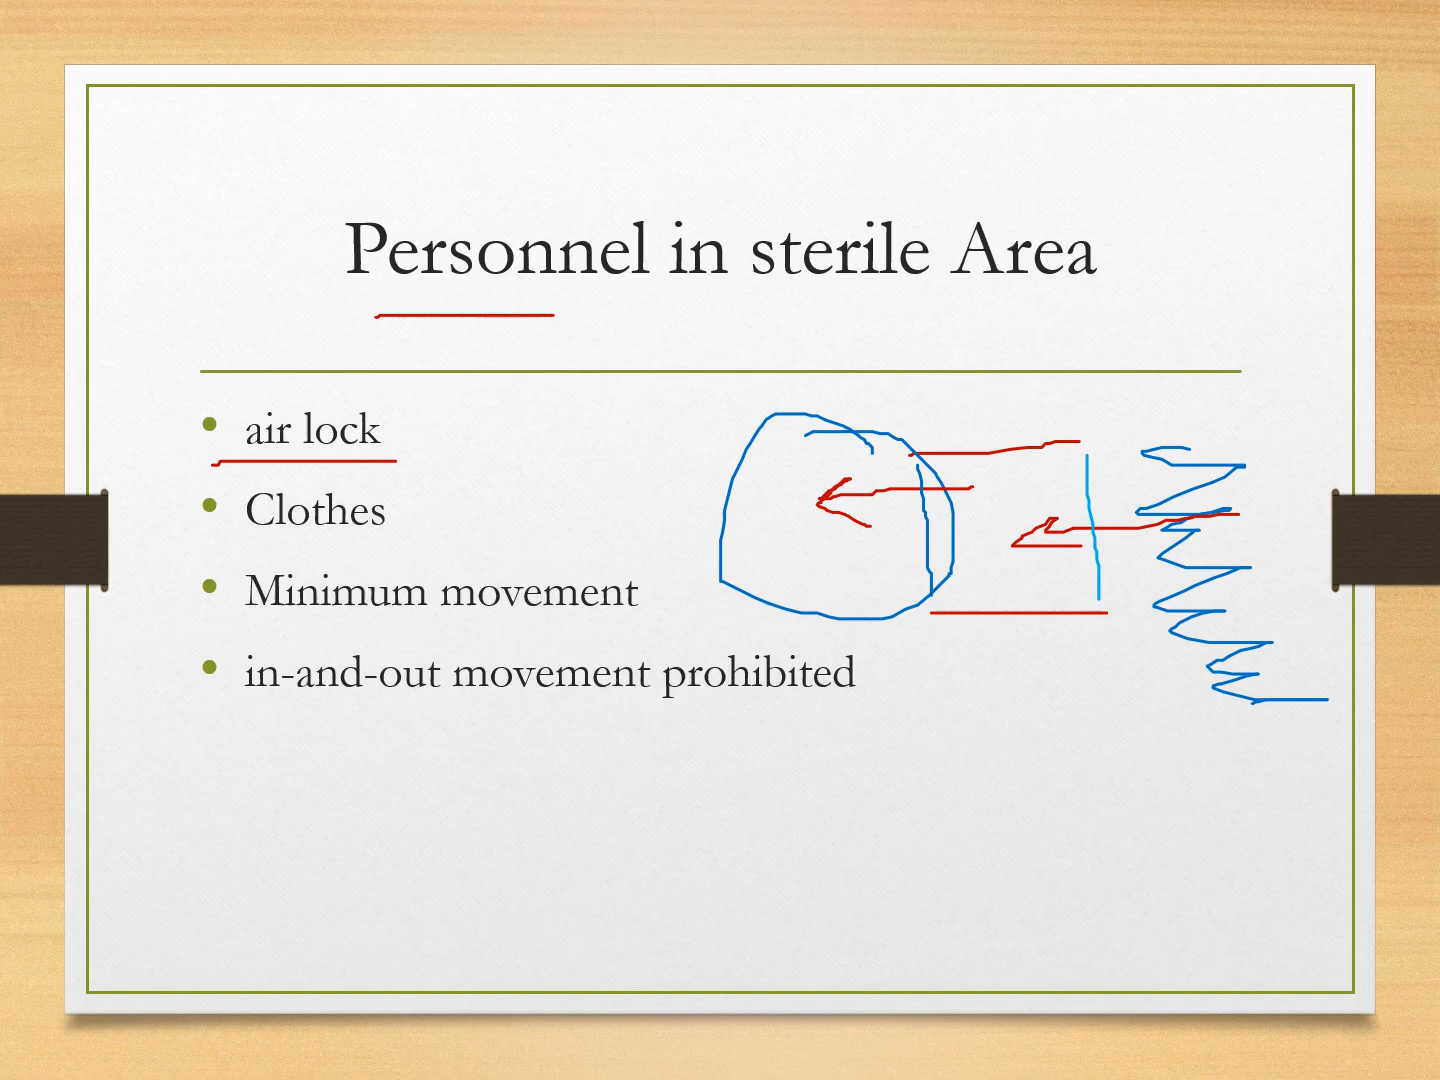 Personnel in sterile Area
• air lock
• Clothes
• Minimum movement
• in-and-out movement prohibited